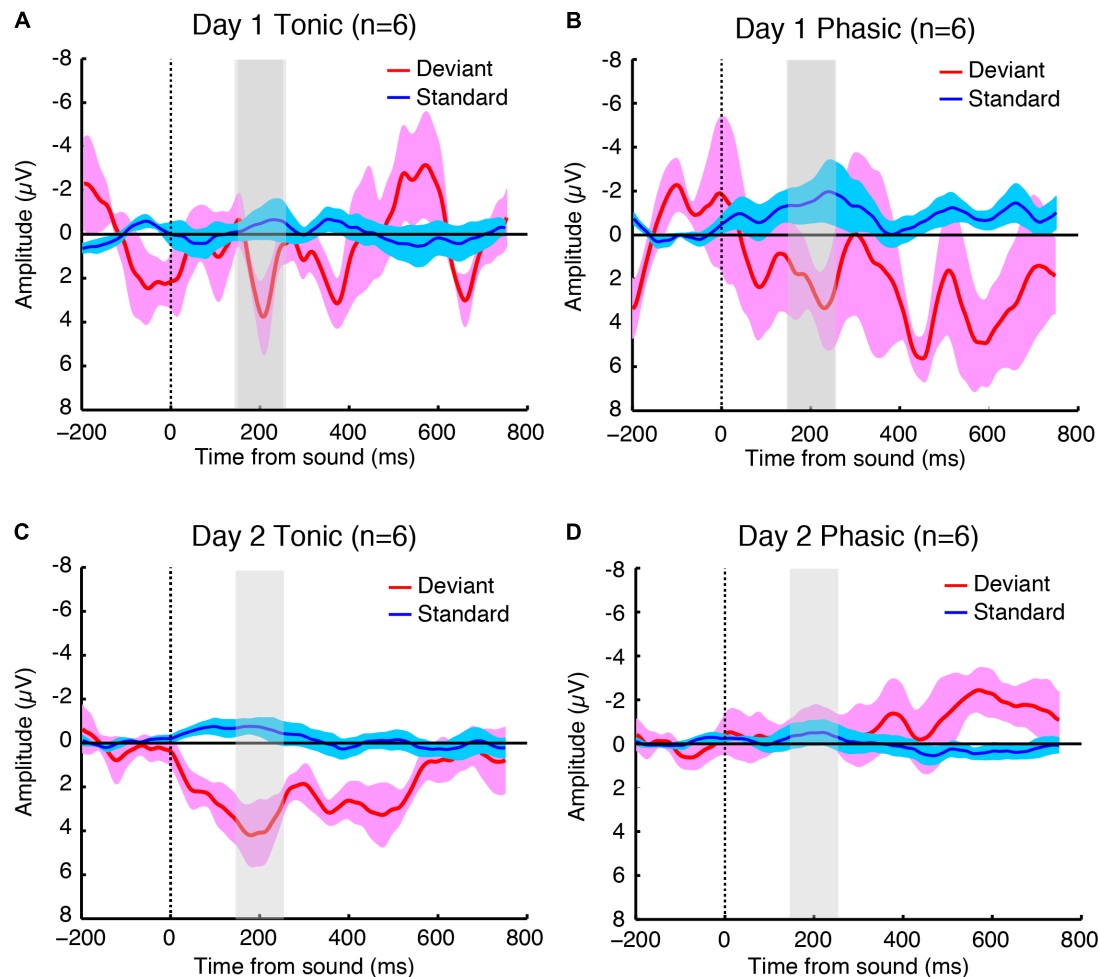 A
Day 1 Tonic (n=6)
-8
-6
-4
-2
0
2
4
6
8
Amplitude (µV)
Deviant
Standard
−200
0
200
400
600
800
Time from sound (ms)
B
Day 1 Phasic (n=6)
-8
-6
-4
-2
0
2
4
6
8
Amplitude (µV)
Deviant
Standard
−200
0
200
400
600
800
Time from sound (ms)
C
Day 2 Tonic (n=6)
-8
-6
-4
-2
0
2
4
6
8
Amplitude (µV)
Deviant
Standard
−200
0
200
400
600
800
Time from sound (ms)
D
Day 2 Phasic (n=6)
-8
-6
-4
-2
0
2
4
6
8
Amplitude (µV)
Deviant
Standard
−200
0
200
400
600
800
Time from sound (ms)